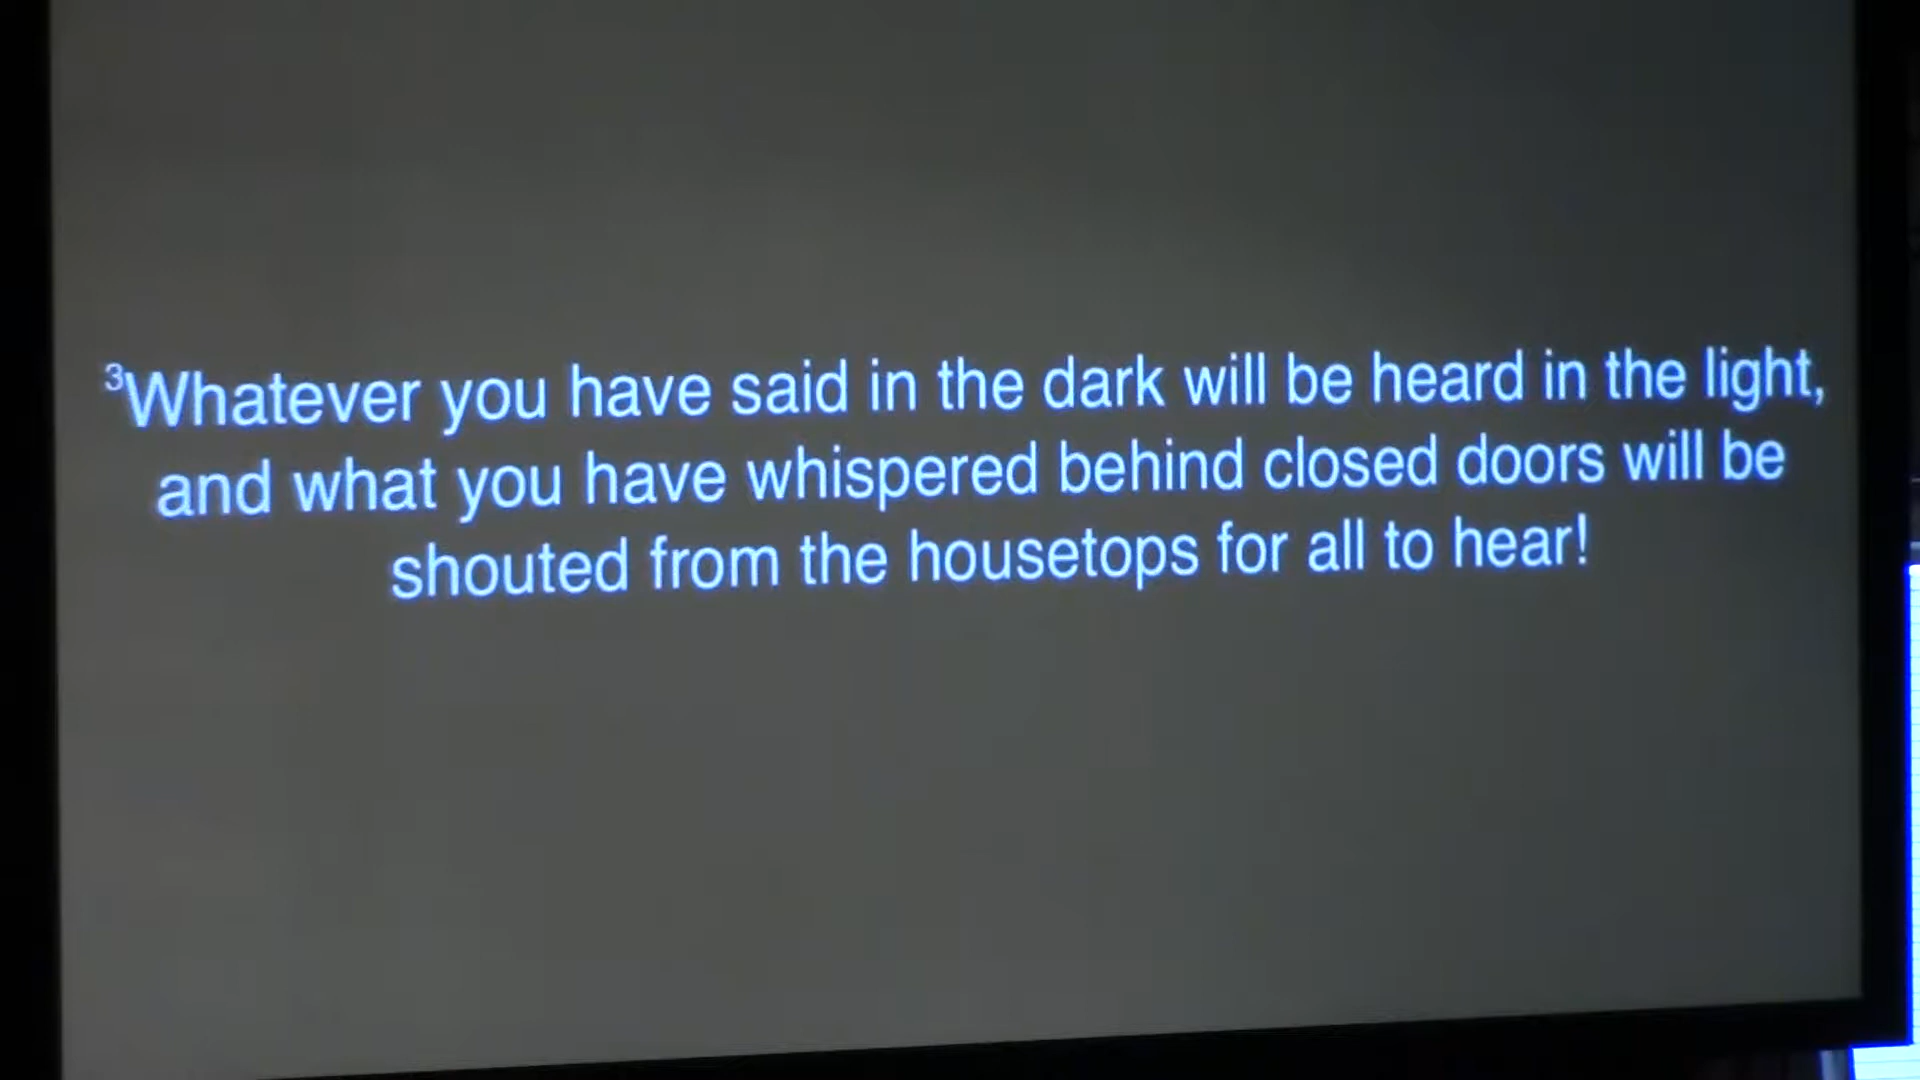 ³Whatever you have said in the dark will be heard in the light,
and what you have whispered behind closed doors will be
shouted from the housetops for all to hear!